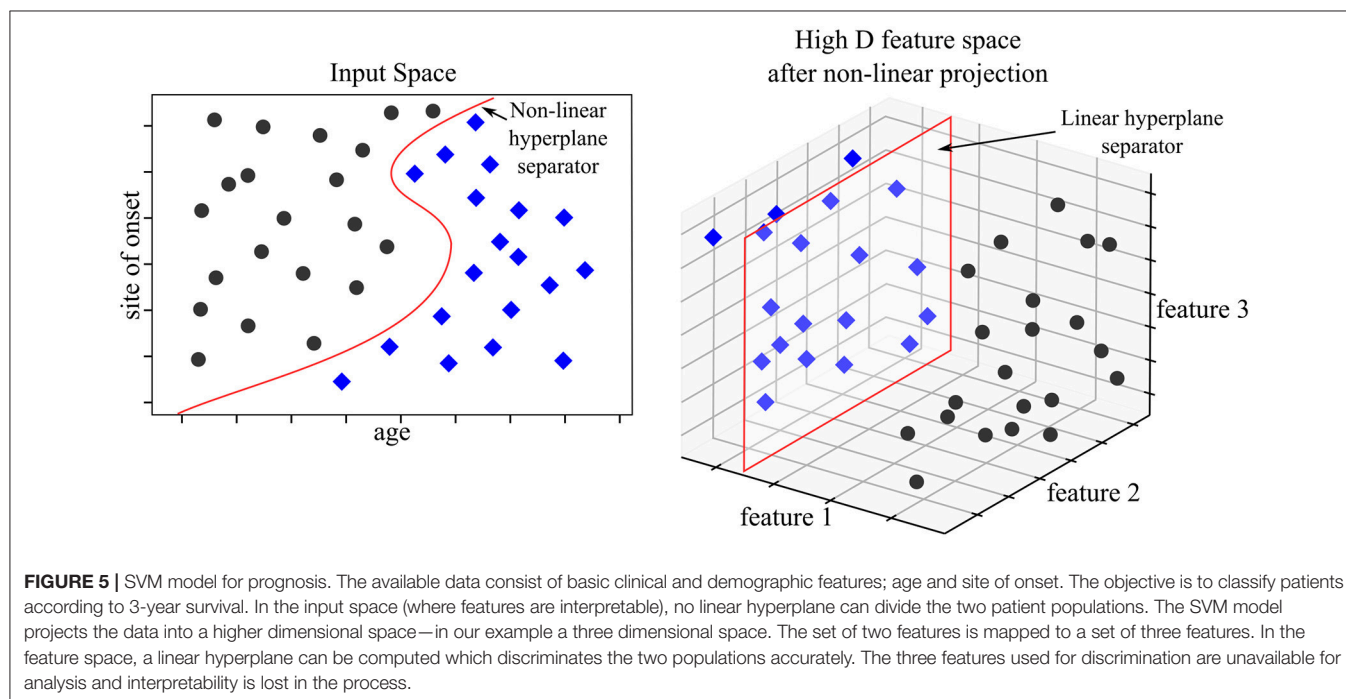 Input Space
Non-linear
hyperplane
separator
site of onset
age
High D feature space
after non-linear projection
Linear hyperplane
separator
feature 3
feature 2
feature 1
FIGURE 5 | SVM model for prognosis. The available data consist of basic clinical and demographic features; age and site of onset. The objective is to classify patients
according to 3-year survival. In the input space (where features are interpretable), no linear hyperplane can divide the two patient populations. The SVM model
projects the data into a higher dimensional space—in our example a three dimensional space. The set of two features is mapped to a set of three features. In the
feature space, a linear hyperplane can be computed which discriminates the two populations accurately. The three features used for discrimination are unavailable for
analysis and interpretability is lost in the process.